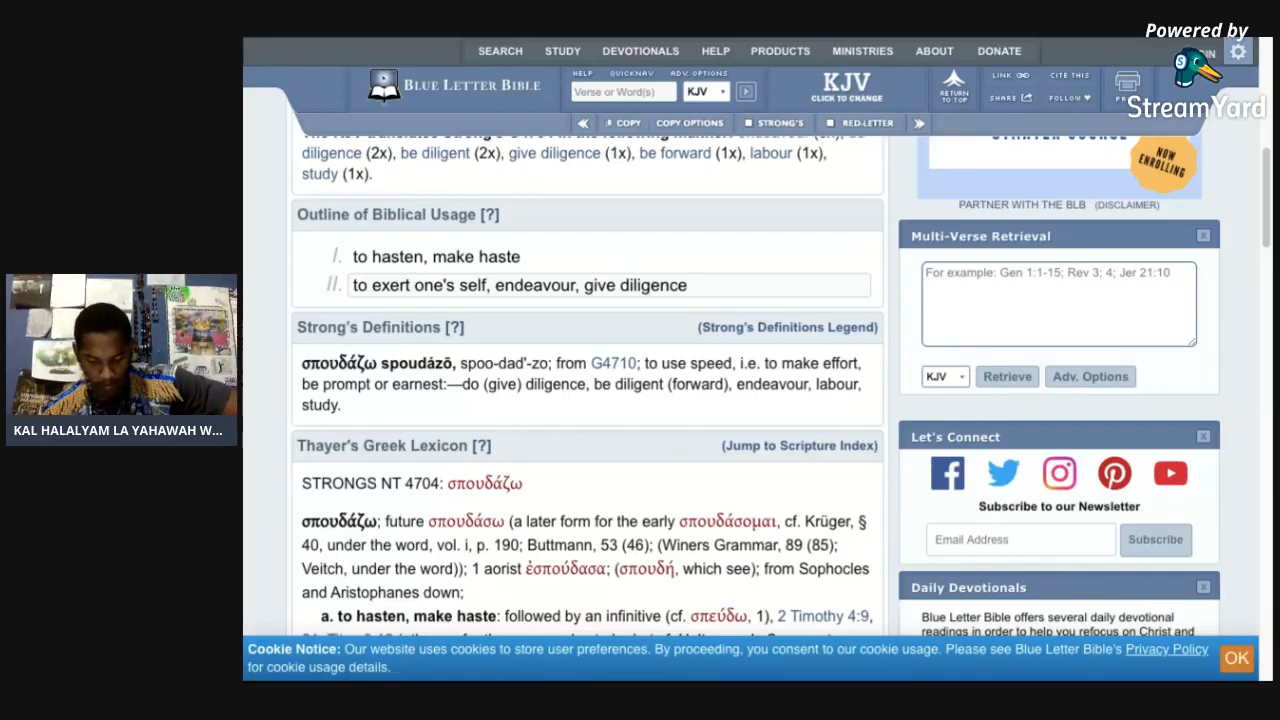 Powered by
StreamYard
SEARCH STUDY DEVOTIONALS HELP PRODUCTS MINISTRIES ABOUT DONATE
HELP QUICKNAV ADV. OPTIONS
BLUE LETTER BIBLE
Verse or Word(s)
KJV
KJV
CLICK TO CHANGE
RETURN
TO TOP
LINK
CITE THIS
SHARE
FOLLOW
COPY COPY OPTIONS STRONG'S RED-LETTER
diligence (2x), be diligent (2x), give diligence (1x), be forward (1x), labour (1x),
study (1x).
Outline of Biblical Usage [?]
I. to hasten, make haste
II. to exert one's self, endeavour, give diligence
Strong's Definitions [?]
(Strong's Definitions Legend)
σπουδάζω spoudázō, spoo-dad'-zo; from G4710; to use speed, i.e. to make effort,
be prompt or earnest:—do (give) diligence, be diligent (forward), endeavour, labour,
study.
Thayer's Greek Lexicon [?]
(Jump to Scripture Index)
STRONGS NT 4704: σπουδάζω
σπουδάζω; future σπουδάσω (a later form for the early σπουδάσομαι, cf. Krüger, §
40, under the word, vol. i, p. 190; Buttmann, 53 (46); (Winers Grammar, 89 (85);
Veitch, under the word)); 1 aorist ἐσπούδασα; (σπουδή, which see); from Sophocles
and Aristophanes down;
a. to hasten, make haste: followed by an infinitive (cf. σπεύδω, 1), 2 Timothy 4:9,
NOW
ENROLLING
PARTNER WITH THE BLB (DISCLAIMER)
Multi-Verse Retrieval
For example: Gen 1:1-15; Rev 3; 4; Jer 21:10
KJV
Retrieve
Adv. Options
Let's Connect
Subscribe to our Newsletter
Email Address
Subscribe
Daily Devotionals
Blue Letter Bible offers several daily devotional
readings in order to help you refocus on Christ and
Cookie Notice: Our website uses cookies to store user preferences. By proceeding, you consent to our cookie usage. Please see Blue Letter Bible's Privacy Policy
for cookie usage details.
OK
KAL HALALYAM LA YAHAWAH W...